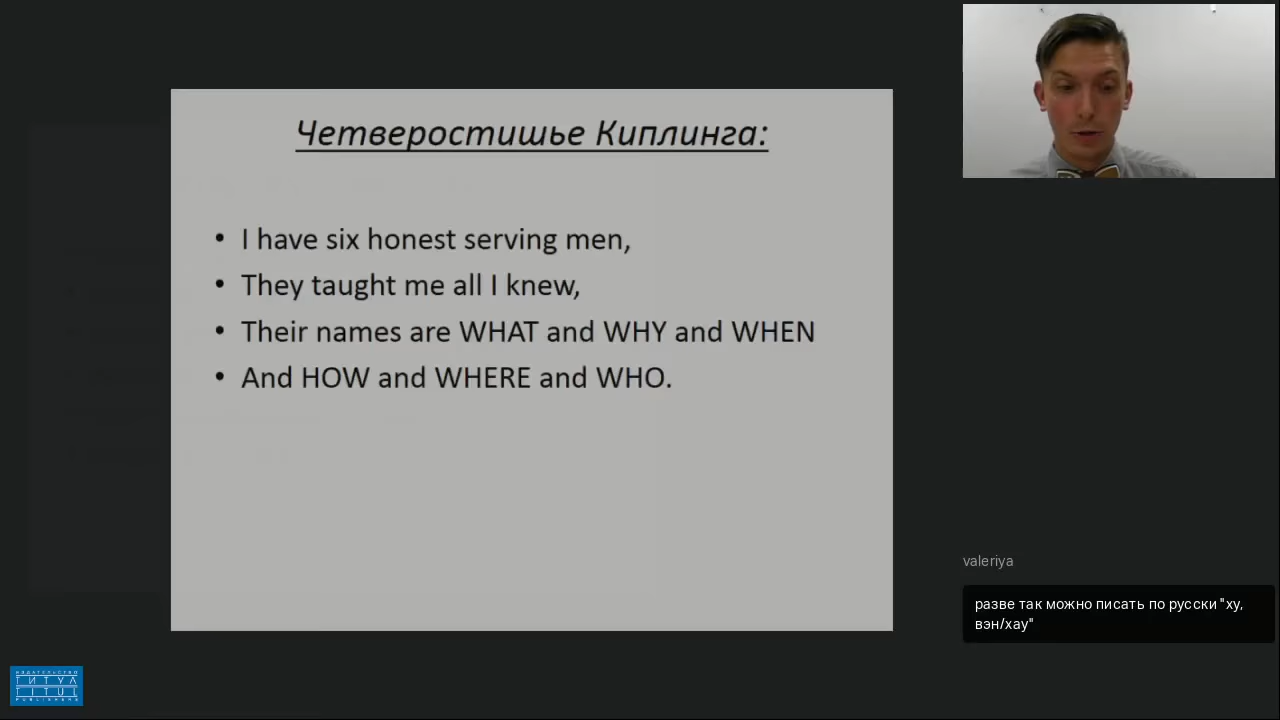 Четверостишье Киплинга:
• I have six honest serving men,
• They taught me all I knew,
• Their names are WHAT and WHY and WHEN
• And HOW and WHERE and WHO.
valeriya
разве так можно писать по русски "ху,
вэн/хау"
ИЗДАТЕЛЬСТВО
ТИТУЛ
TITUL
PUBLISHERS